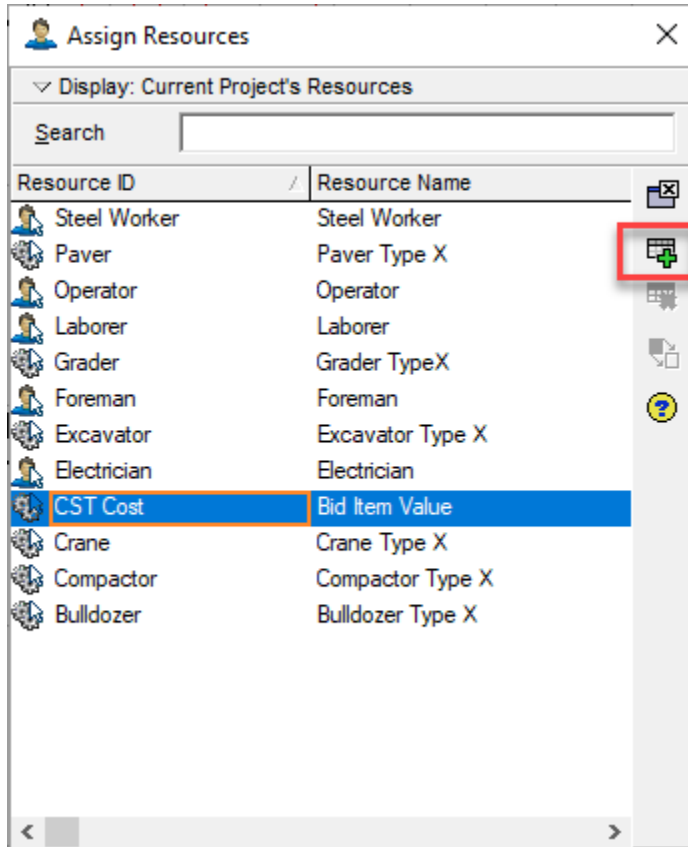 Assign Resources
Display: Current Project's Resources
Search
Resource ID Resource Name
Steel Worker Steel Worker
Paver Paver Type X
Operator Operator
Laborer Laborer
Grader Grader TypeX
Foreman Foreman
Excavator Excavator Type X
Electrician Electrician
CST Cost Bid Item Value
Crane Crane Type X
Compactor Compactor Type X
Bulldozer Bulldozer Type X